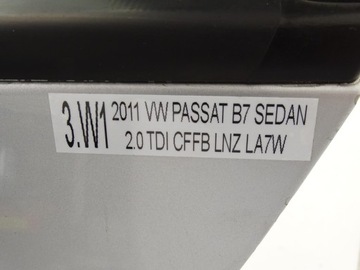 3.W1
2011 VW PASSAT B7 SEDAN
2.0 TDI CFFB LNZ LA7W